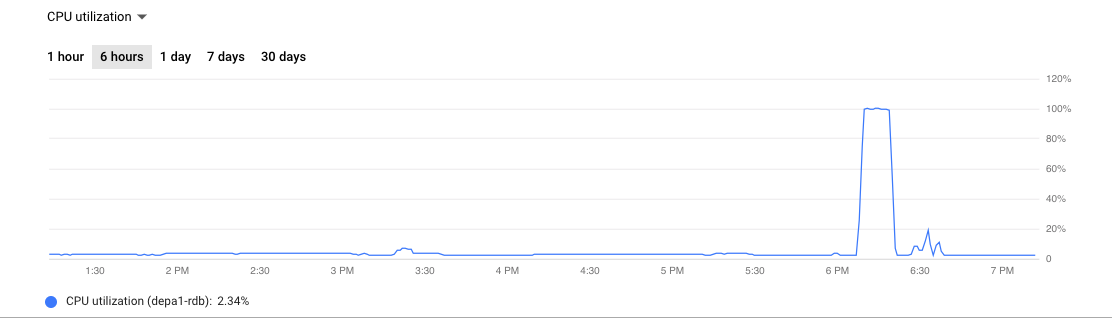 CPU utilization
1 hour 6 hours 1 day 7 days 30 days
120%
100%
80%
60%
40%
20%
0
1:30 2 PM 2:30 3 PM 3:30 4 PM 4:30 5 PM 5:30 6 PM 6:30 7 PM
CPU utilization (depa1-rdb): 2.34%